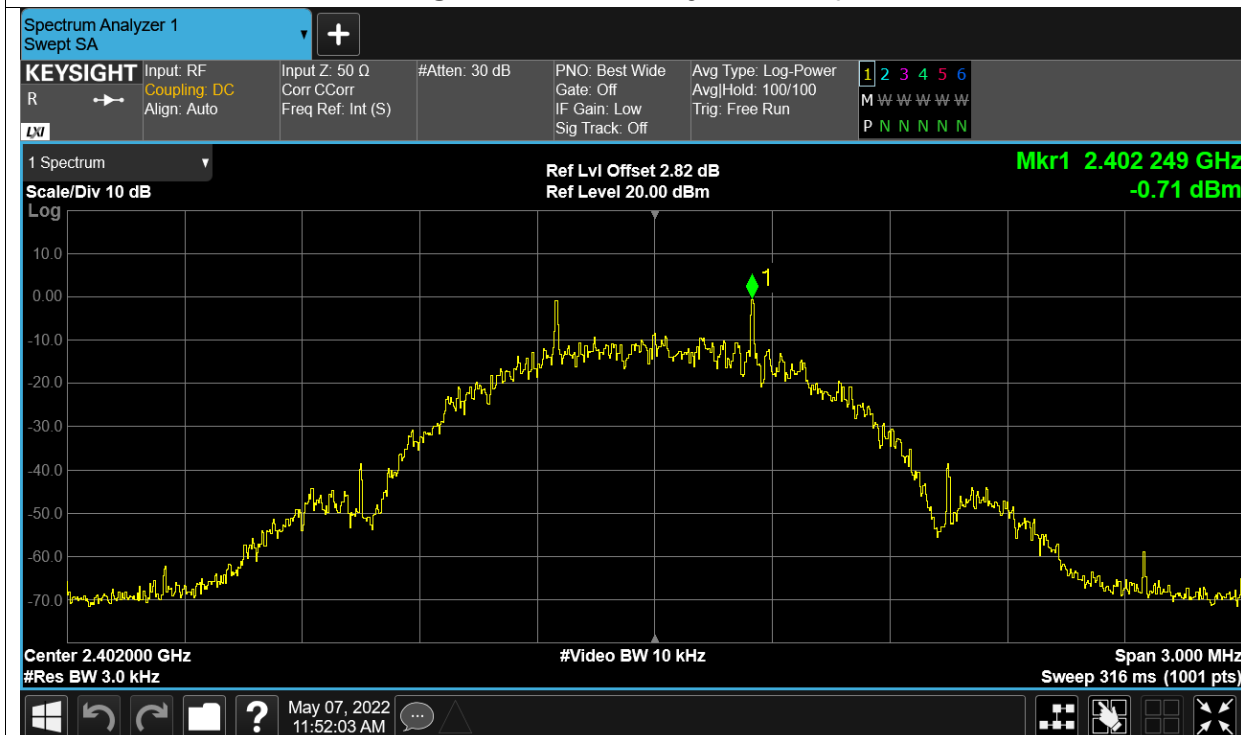 Spectrum Analyzer 1
Swept SA
+
KEYSIGHT
R
LXI
Input: RF
Coupling: DC
Align: Auto
Input Z: 50 Ω
Corr CCorr
Freq Ref: Int (S)
#Atten: 30 dB
PNO: Best Wide
Gate: Off
IF Gain: Low
Sig Track: Off
Avg Type: Log-Power
Avg|Hold: 100/100
Trig: Free Run
1 2 3 4 5 6
M W W W W W
P N N N N N
1 Spectrum
Scale/Div 10 dB
Log
Ref Lvl Offset 2.82 dB
Ref Level 20.00 dBm
Mkr1 2.402 249 GHz
-0.71 dBm
1
10.0
0.00
-10.0
-20.0
-30.0
-40.0
-50.0
-60.0
-70.0
Center 2.402000 GHz
#Res BW 3.0 kHz
#Video BW 10 kHz
Span 3.000 MHz
Sweep 316 ms (1001 pts)
?
May 07, 2022
11:52:03 AM